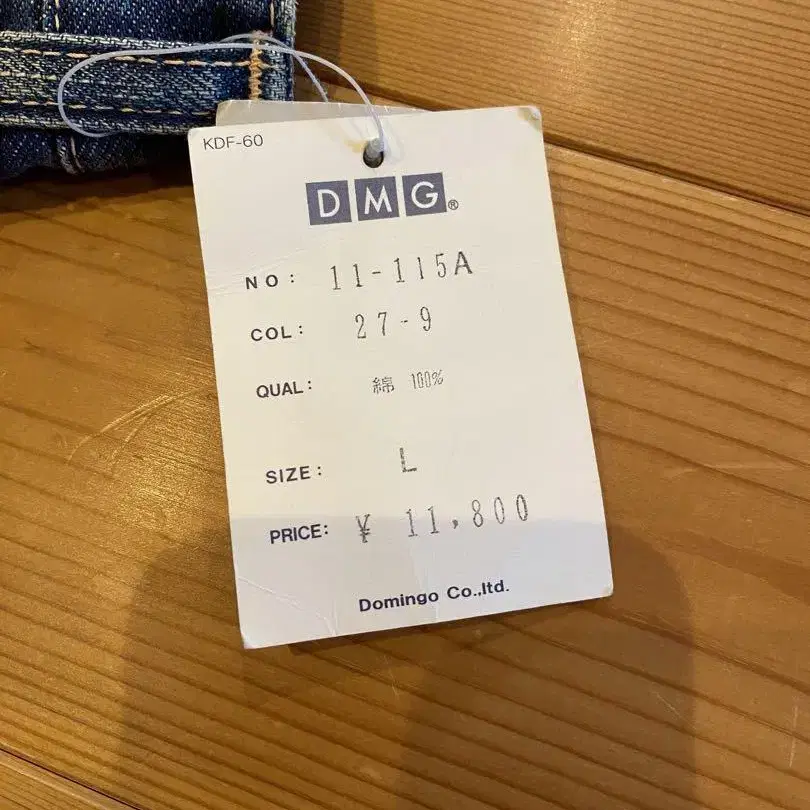 KDF-60
DMG®
NO: 11-115A
COL: 27-9
QUAL: 綿 100%
SIZE: L
PRICE: ¥ 11,800
Domingo Co.,ltd.